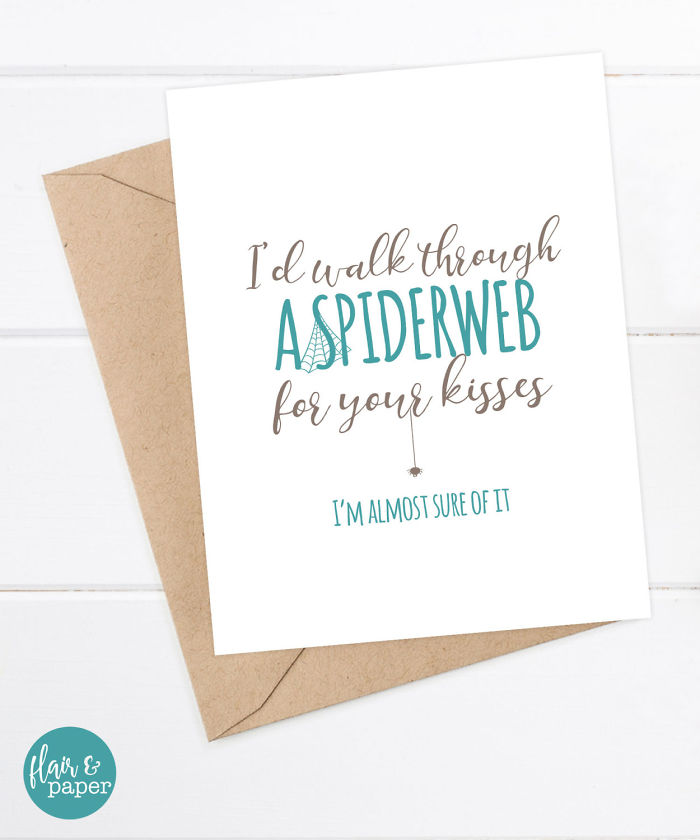 I'd walk through
A SPIDERWEB
for your kisses
I'M ALMOST SURE OF IT
flair &
paper